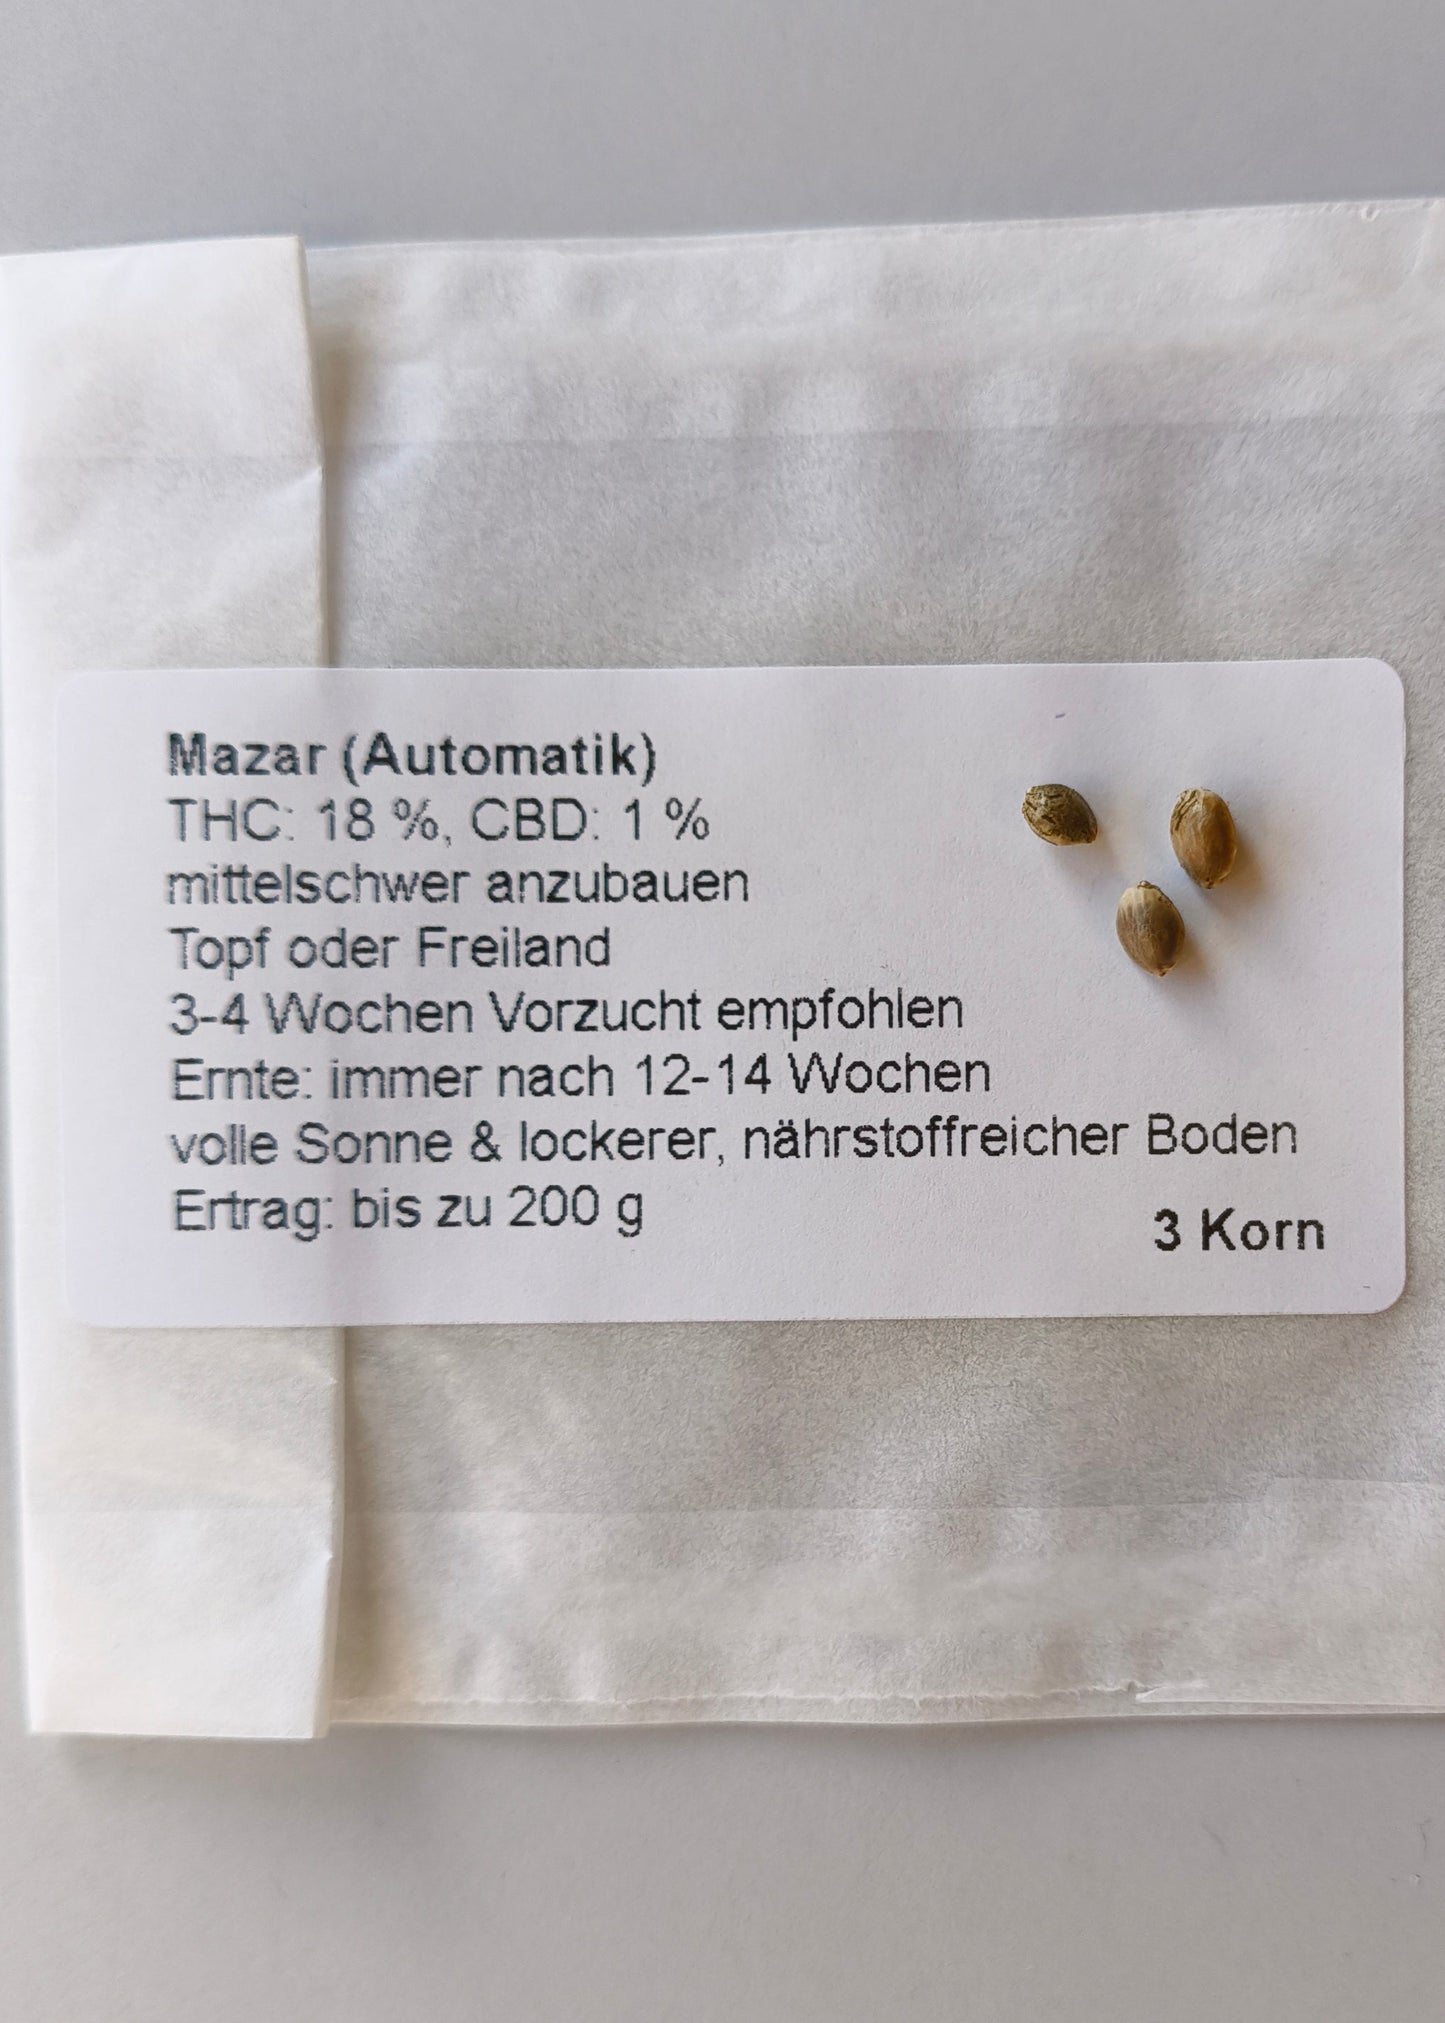 Mazar (Automatik)
THC: 18 %, CBD: 1 %
mittelschwer anzubauen
Topf oder Freiland
3-4 Wochen Vorzucht empfohlen
Ernte: immer nach 12-14 Wochen
volle Sonne & lockerer, nährstoffreicher Boden
Ertrag: bis zu 200 g
3 Korn